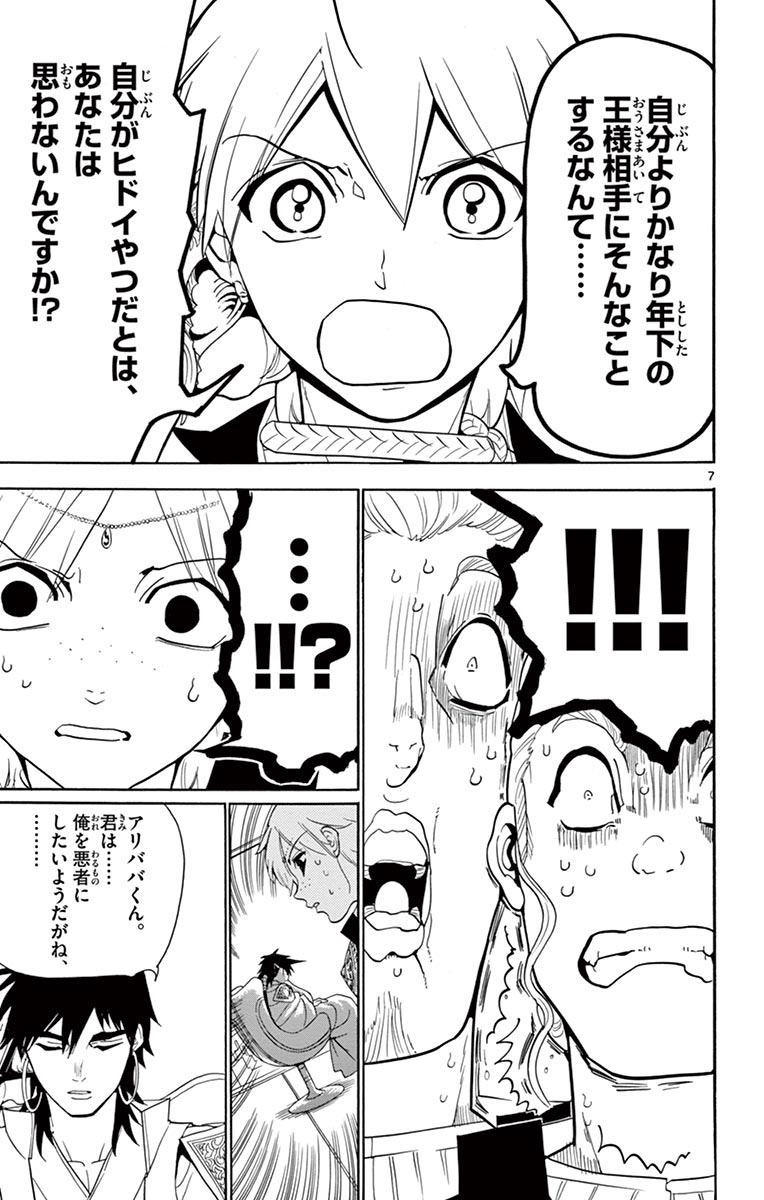 自分よりかなり年下の
王様相手にそんなこと
するなんて……
自分がヒドイやつだとは、
あなたは
思わないんですか!?
7
!!!
…!!?
アリババくん。
君は……
俺を悪者に
したいようだがね、
………